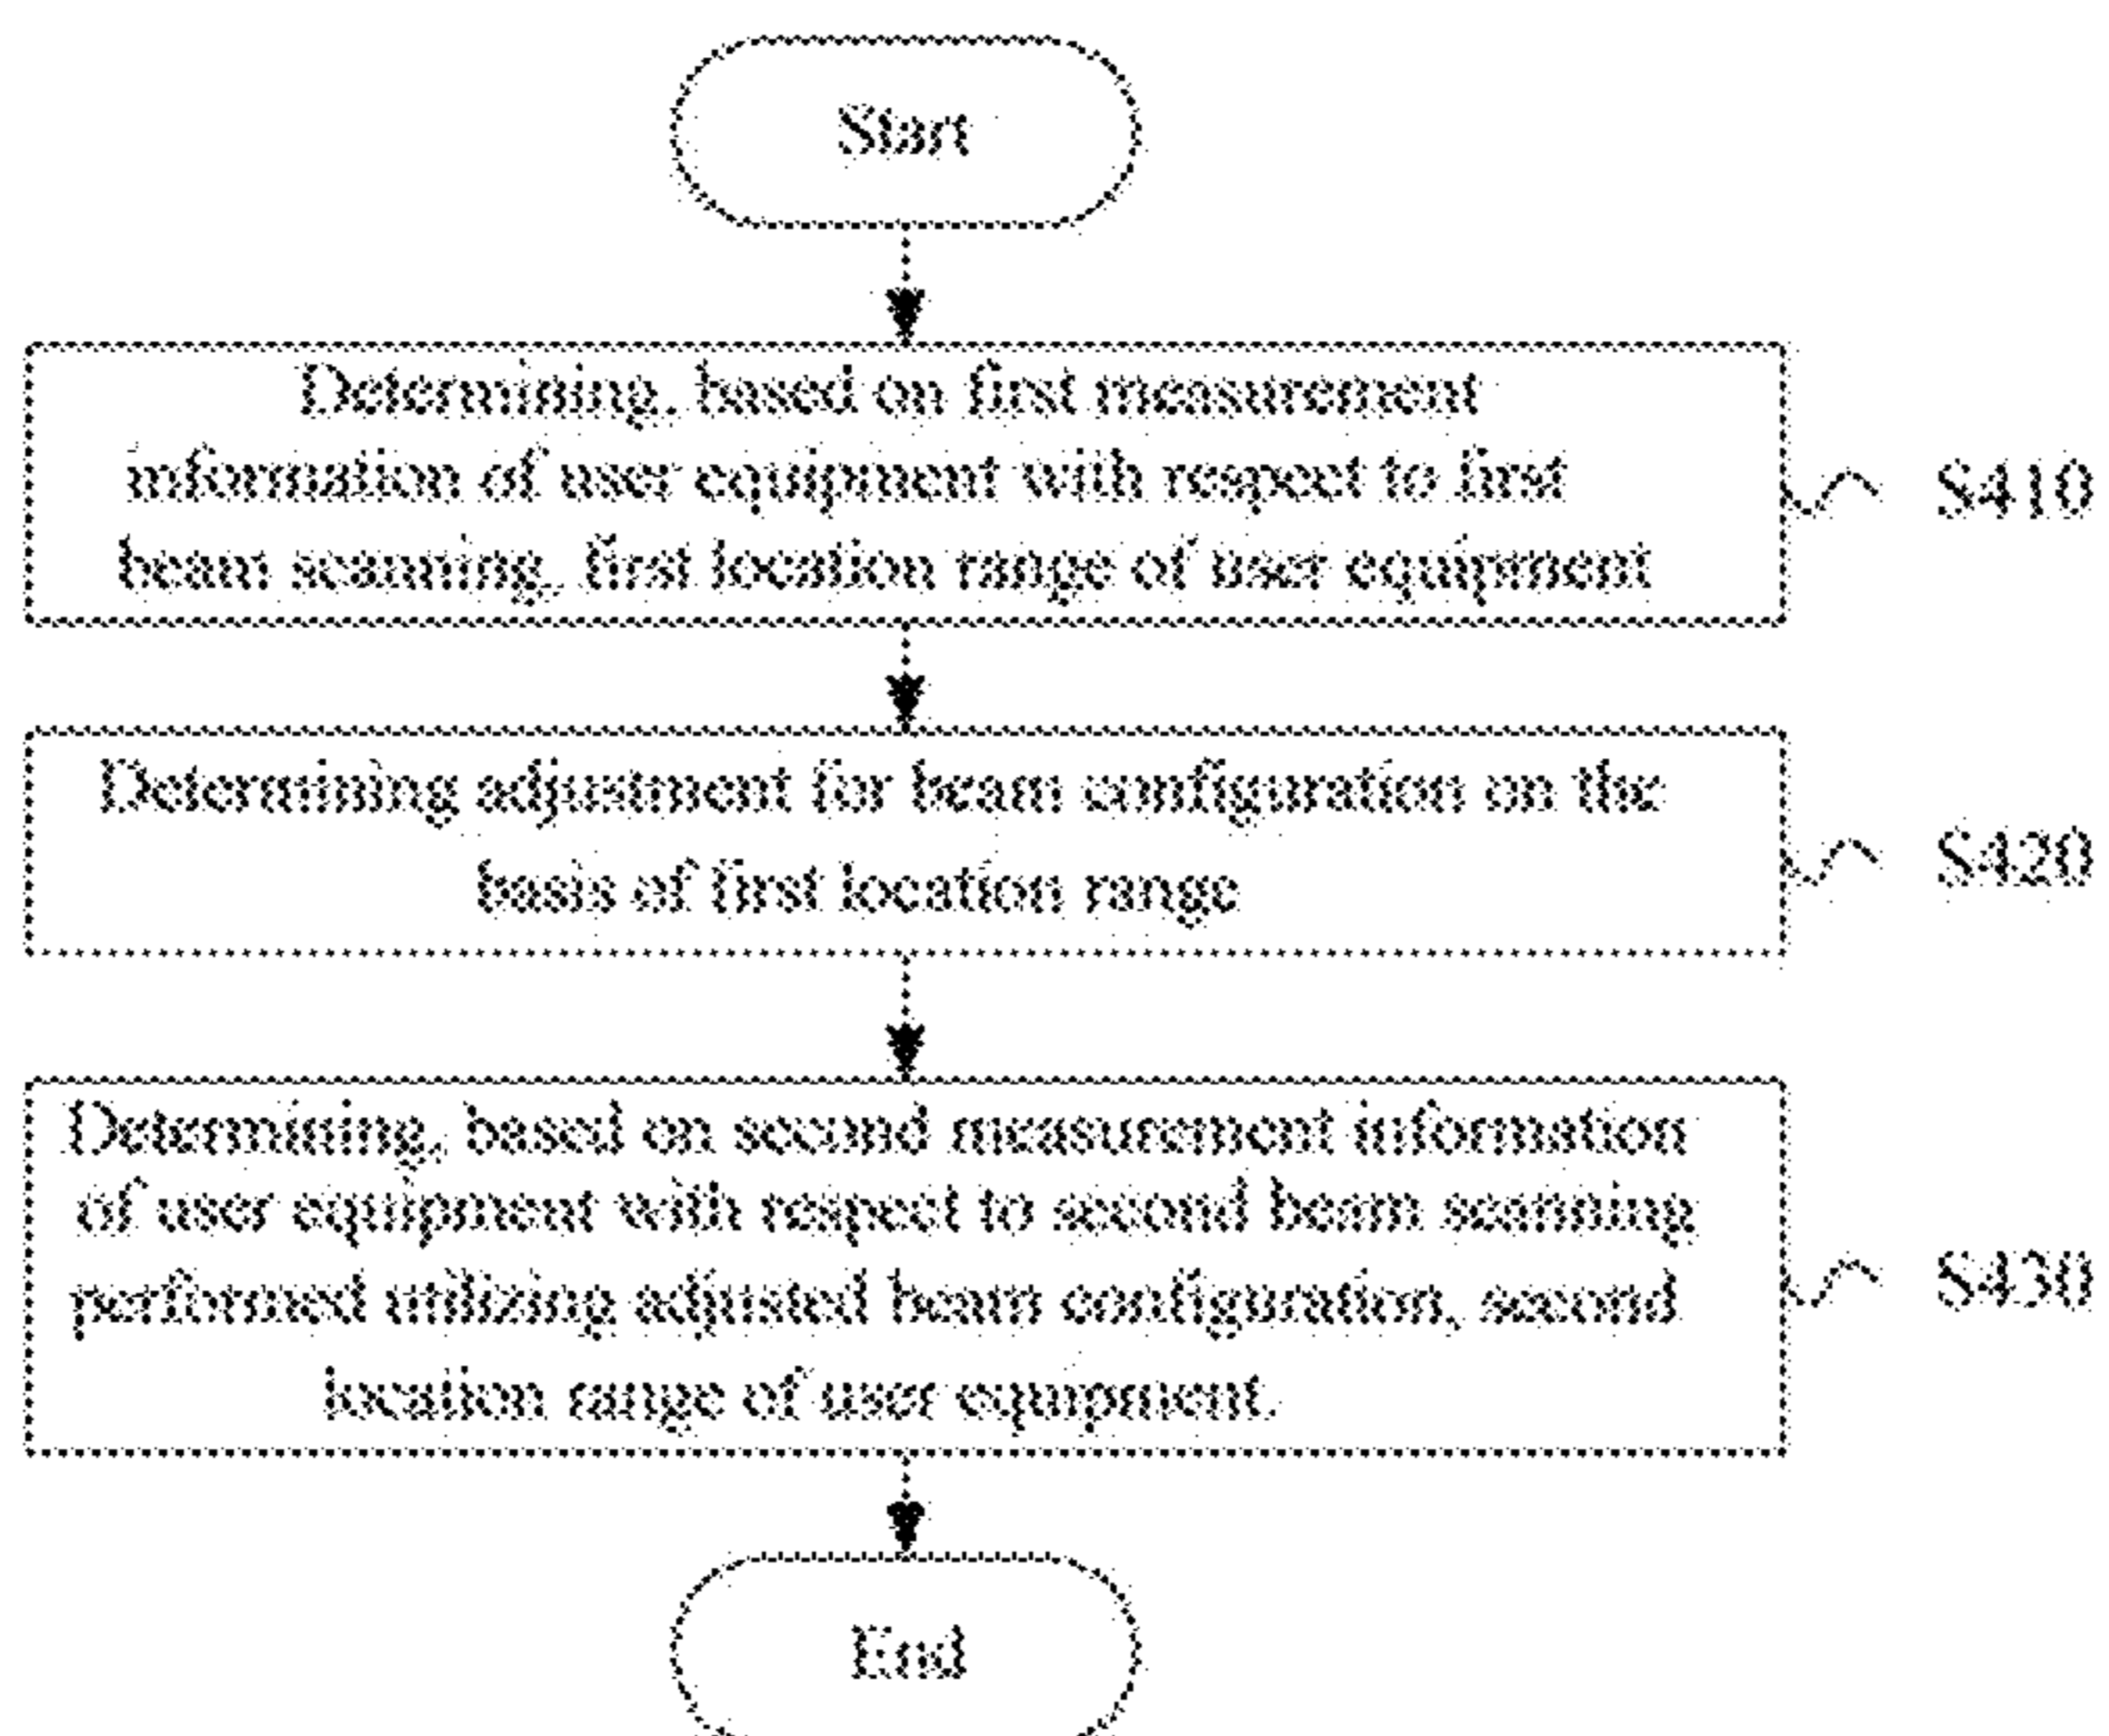 Start
Determining, based on first measurement
information of user equipment with respect to first
beam scanning, first location range of user equipment
S410
Determining adjustment for beam configuration on the
basis of first location range
S420
Determining, based on second measurement information
of user equipment with respect to second beam scanning
performed utilizing adjusted beam configuration, second
location range of user equipment.
S430
End